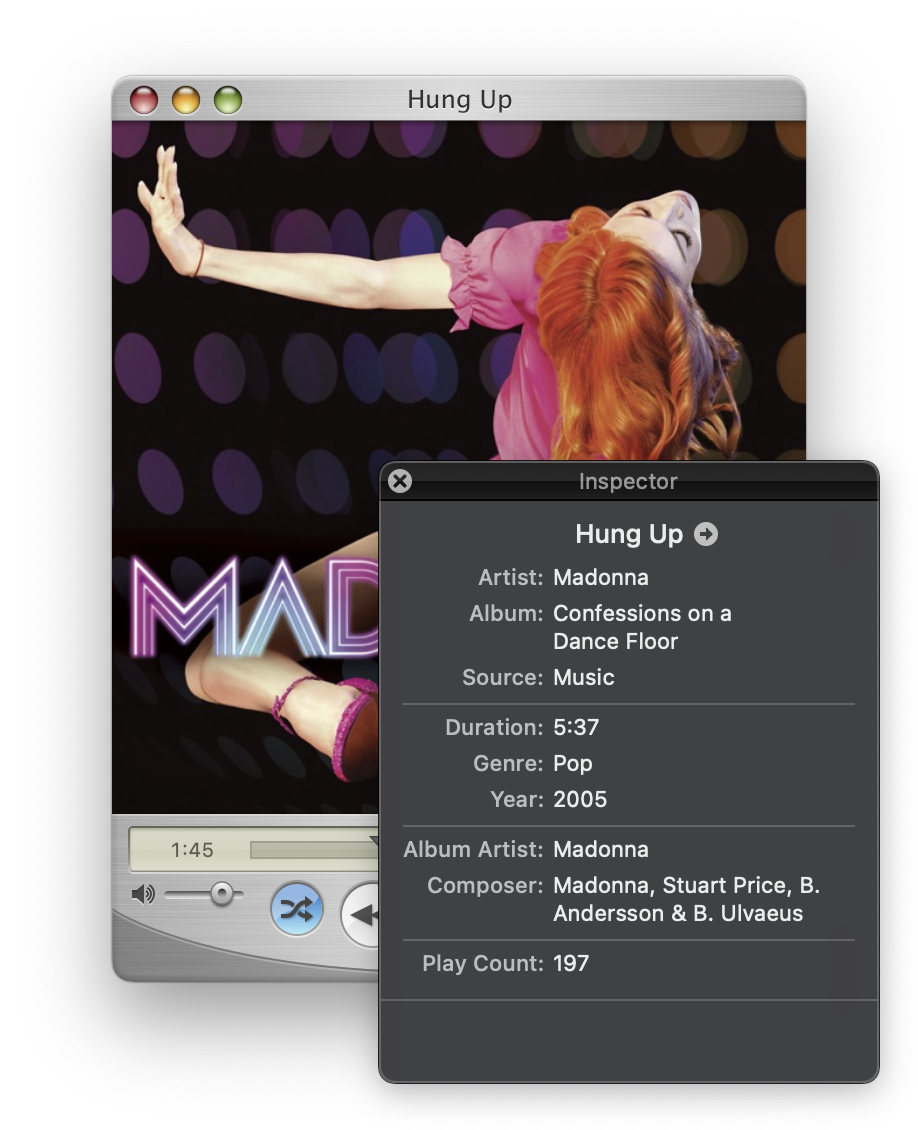 Hung Up
MAD
1:45
Inspector
Hung Up
Artist: Madonna
Album: Confessions on a
Dance Floor
Source: Music
Duration: 5:37
Genre: Pop
Year: 2005
Album Artist: Madonna
Composer: Madonna, Stuart Price, B.
Andersson & B. Ulvaeus
Play Count: 197